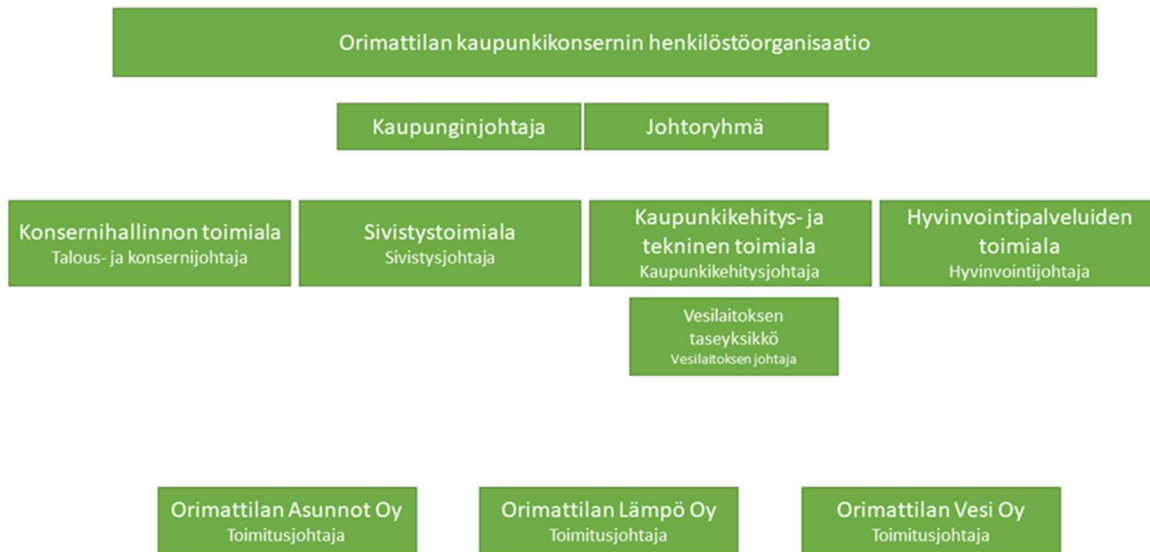 Orimattilan kaupunkikonsernin henkilöstöorganisaatio
Kaupunginjohtaja
Johtoryhmä
Konsernihallinnon toimiala
Talous- ja konsernijohtaja
Sivistystoimiala
Sivistysjohtaja
Kaupunkikehitys- ja
tekninen toimiala
Kaupunkikehitysjohtaja
Hyvinvointipalveluiden
toimiala
Hyvinvointijohtaja
Vesilaitoksen
taseyksikkö
Vesilaitoksen johtaja
Orimattilan Asunnot Oy
Toimitusjohtaja
Orimattilan Lämpö Oy
Toimitusjohtaja
Orimattilan Vesi Oy
Toimitusjohtaja